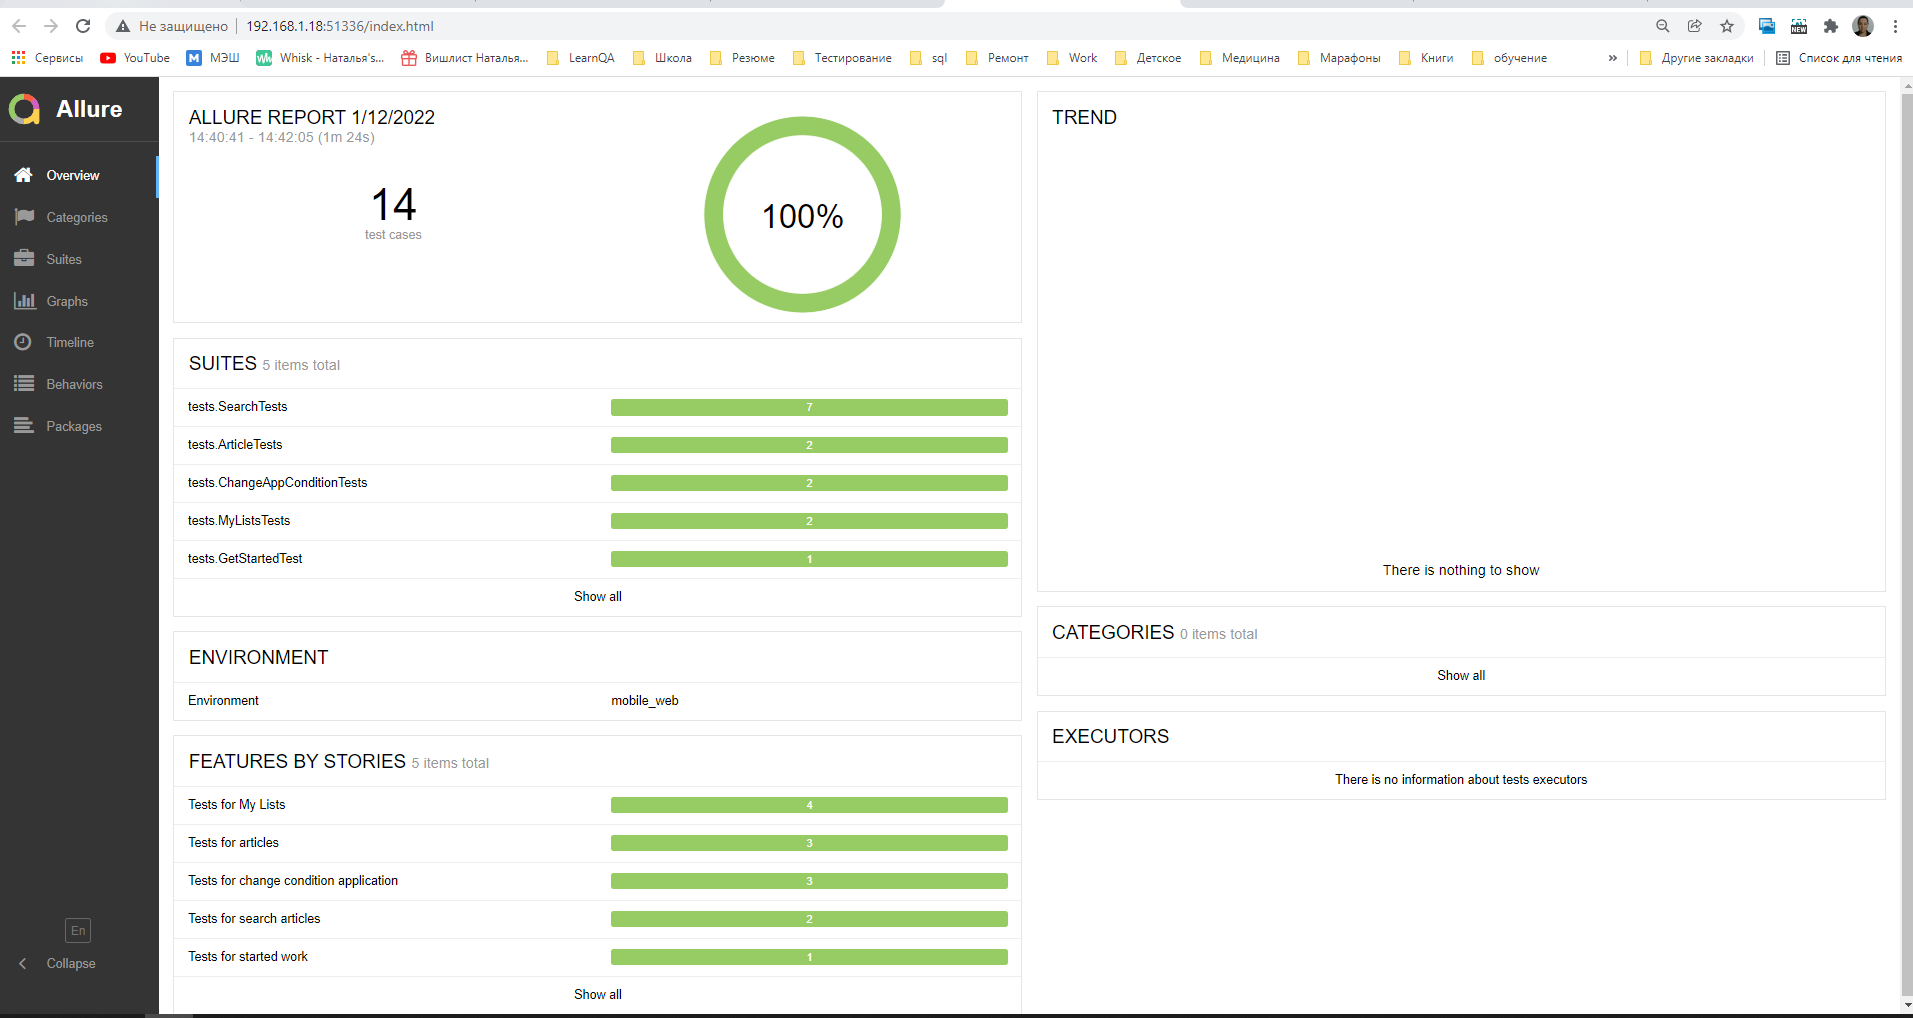 Не защищено 192.168.1.18:51336/index.html
Сервисы YouTube M МЭШ Whisk - Наталья's... Вишлист Наталья... LearnQA Школа Резюме Тестирование sql Ремонт Work Детское Медицина Марафоны Книги обучение » Другие закладки Список для чтения
Allure
Overview
Categories
Suites
Graphs
Timeline
Behaviors
Packages
En
Collapse
ALLURE REPORT 1/12/2022
14:40:41 - 14:42:05 (1m 24s)
14
test cases
100%
SUITES 5 items total
tests.SearchTests 7
tests.ArticleTests 2
tests.ChangeAppConditionTests 2
tests.MyListsTests 2
tests.GetStartedTest 1
Show all
ENVIRONMENT
Environment mobile_web
FEATURES BY STORIES 5 items total
Tests for My Lists 4
Tests for articles 3
Tests for change condition application 3
Tests for search articles 2
Tests for started work 1
Show all
TREND
There is nothing to show
CATEGORIES 0 items total
Show all
EXECUTORS
There is no information about tests executors